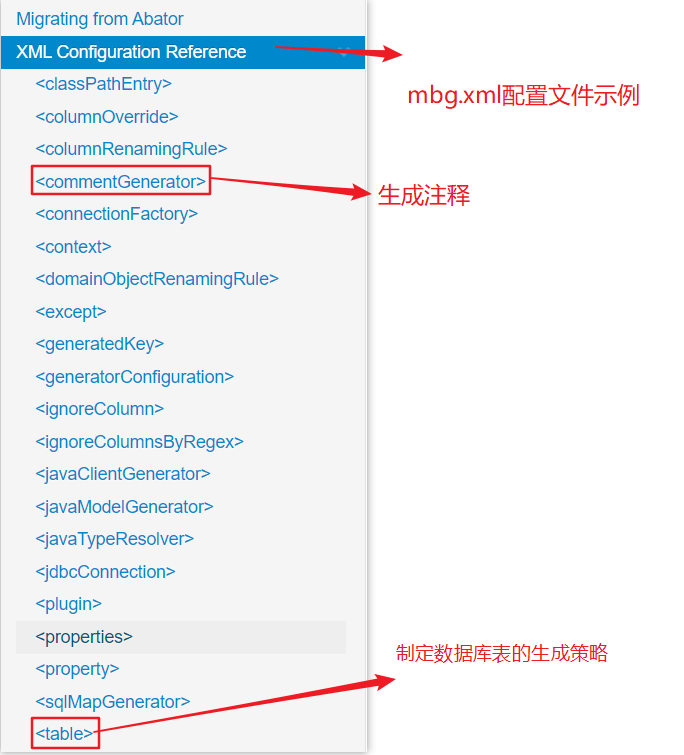 Migrating from Abator
XML Configuration Reference
mbg.xml配置文件示例
<classPathEntry>
<columnOverride>
<columnRenamingRule>
<commentGenerator>
生成注释
<connectionFactory>
<context>
<domainObjectRenamingRule>
<except>
<generatedKey>
<generatorConfiguration>
<ignoreColumn>
<ignoreColumnsByRegex>
<javaClientGenerator>
<javaModelGenerator>
<javaTypeResolver>
<jdbcConnection>
<plugin>
<properties>
制定数据库表的生成策略
<property>
<sqlMapGenerator>
<table>